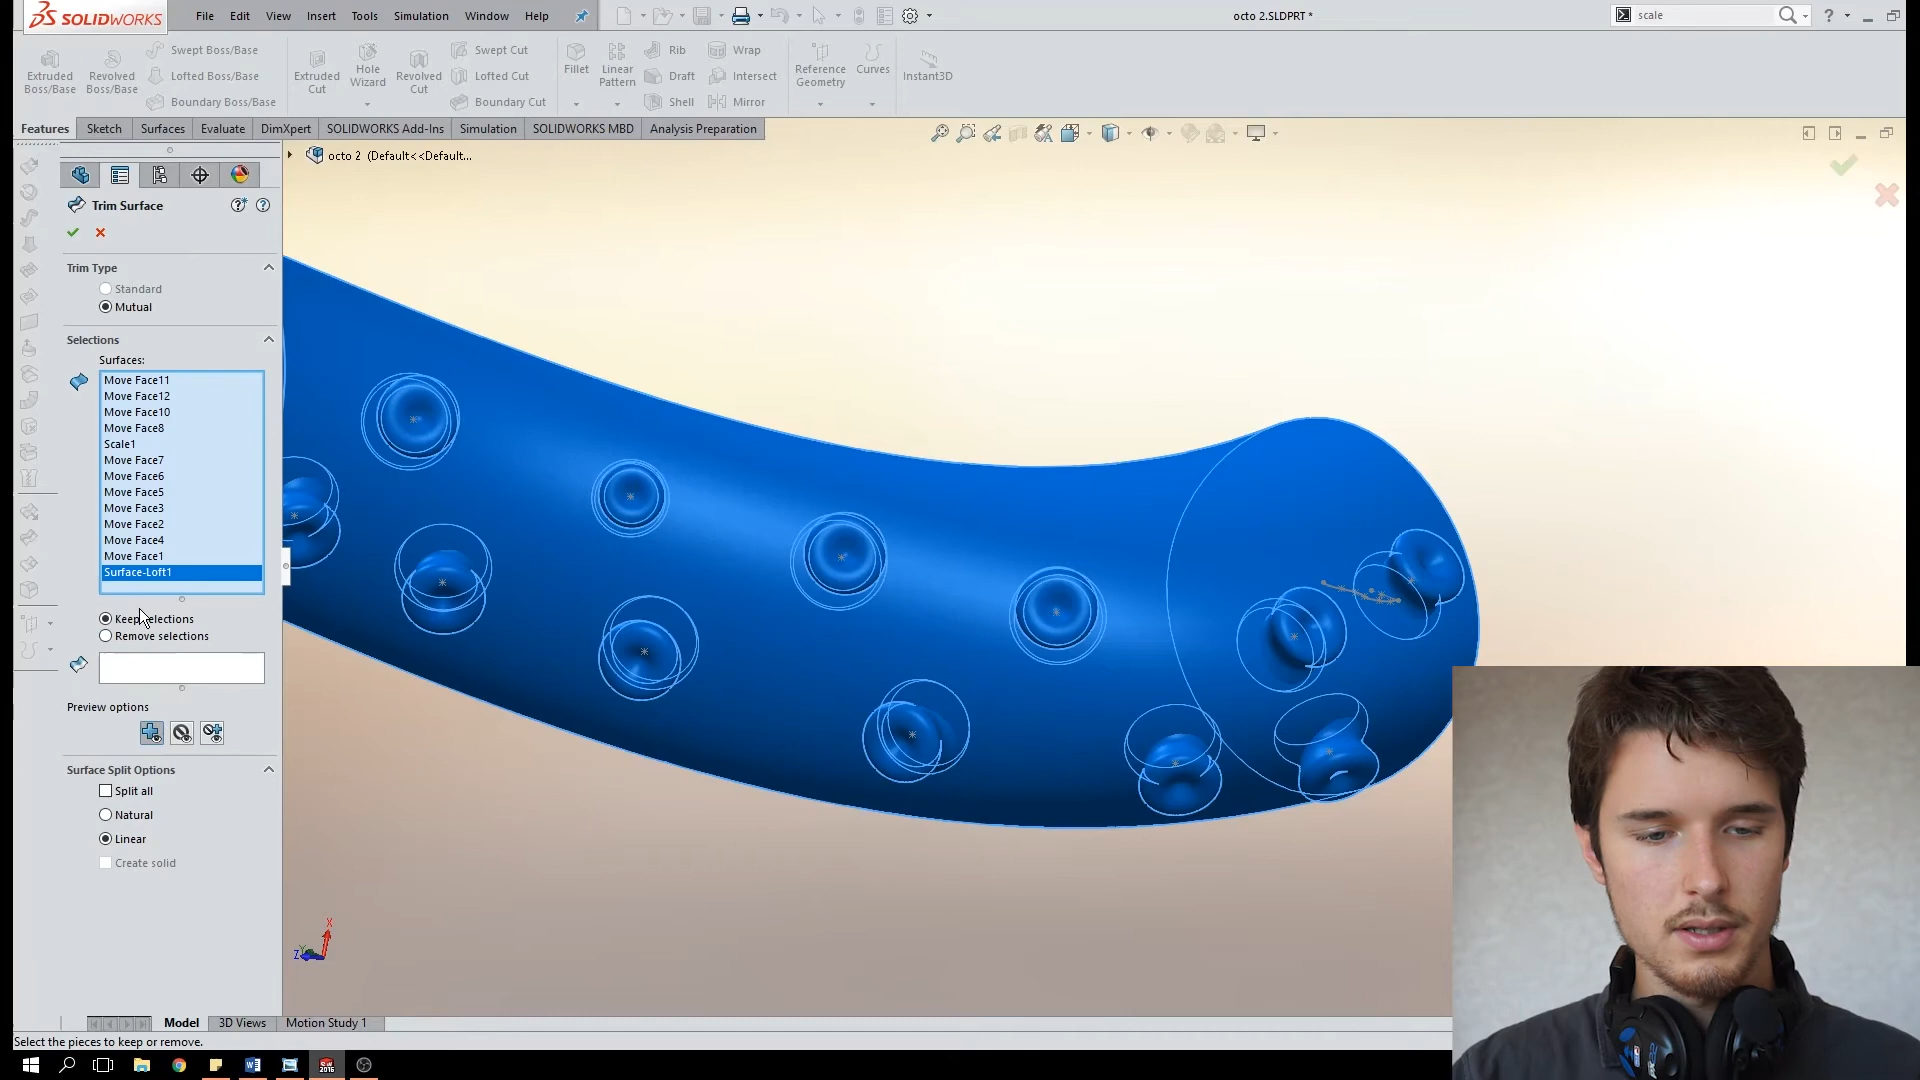 SOLIDWORKS File Edit View Insert Tools Simulation Window Help octo 2.SLDPRT * scale ?
Extruded Boss/Base
Revolved Boss/Base
Swept Boss/Base
Lofted Boss/Base
Boundary Boss/Base
Extruded Cut
Hole Wizard
Revolved Cut
Swept Cut
Lofted Cut
Boundary Cut
Fillet
Linear Pattern
Rib
Draft
Shell
Wrap
Intersect
Mirror
Reference Geometry
Curves
Instant3D
Features Sketch Surfaces Evaluate DimXpert SOLIDWORKS Add-Ins Simulation SOLIDWORKS MBD Analysis Preparation
octo 2 (Default<<Default...
Trim Surface
Trim Type
Standard
Mutual
Selections
Surfaces:
Move Face11
Move Face12
Move Face10
Move Face8
Scale1
Move Face7
Move Face6
Move Face5
Move Face3
Move Face2
Move Face4
Move Face1
Surface-Loft1
Keep selections
Remove selections
Preview options
Surface Split Options
Split all
Natural
Linear
Create solid
X
Y
Z
Model 3D Views Motion Study 1
Select the pieces to keep or remove.
SW 2016